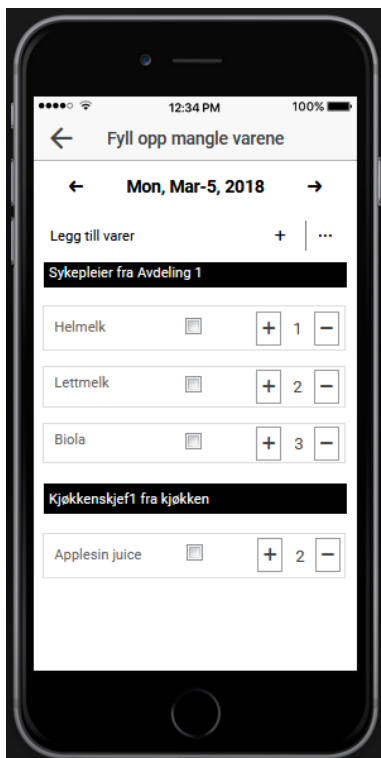 12:34 PM 100%
Fyll opp mangle varene
Mon, Mar-5, 2018
Legg till varer + ...
Sykepleier fra Avdeling 1
Helmelk + 1 −
Lettmelk + 2 −
Biola + 3 −
Kjøkkenskjef1 fra kjøkken
Applesin juice + 2 −